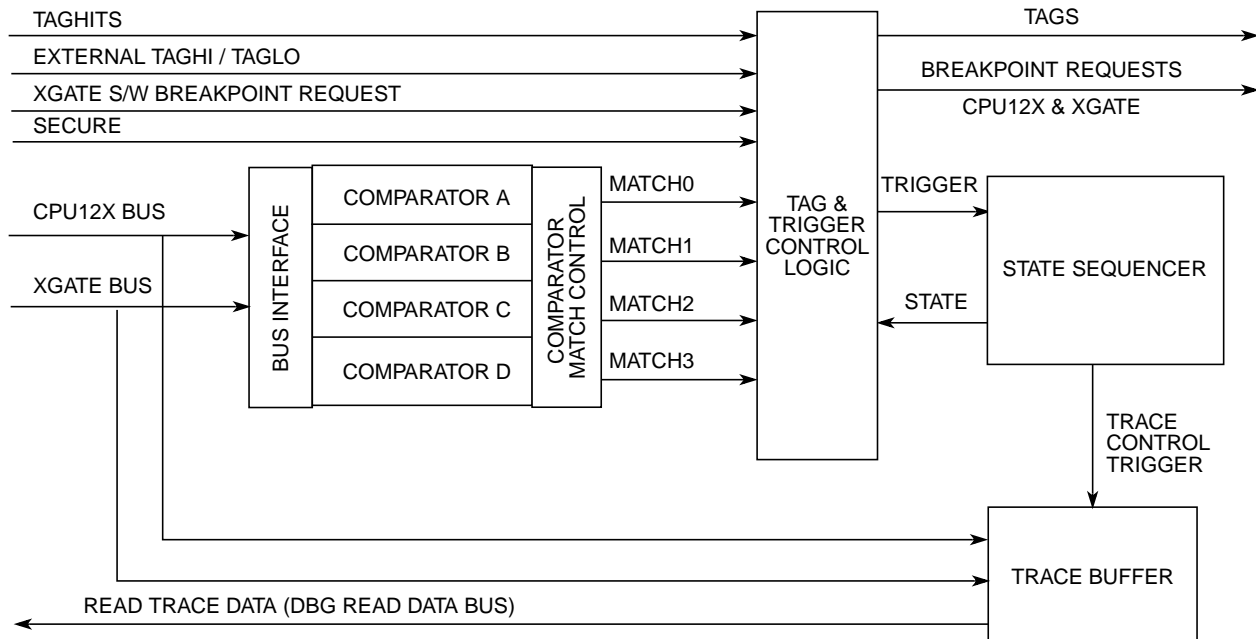 TAGHITS
EXTERNAL TAGHI / TAGLO
XGATE S/W BREAKPOINT REQUEST
SECURE
TAGS
BREAKPOINT REQUESTS
CPU12X & XGATE
CPU12X BUS
XGATE BUS
BUS INTERFACE
COMPARATOR A
COMPARATOR B
COMPARATOR C
COMPARATOR D
COMPARATOR
MATCH CONTROL
MATCH0
MATCH1
MATCH2
MATCH3
TAG &
TRIGGER
CONTROL
LOGIC
TRIGGER
STATE
STATE SEQUENCER
TRACE
CONTROL
TRIGGER
TRACE BUFFER
READ TRACE DATA (DBG READ DATA BUS)